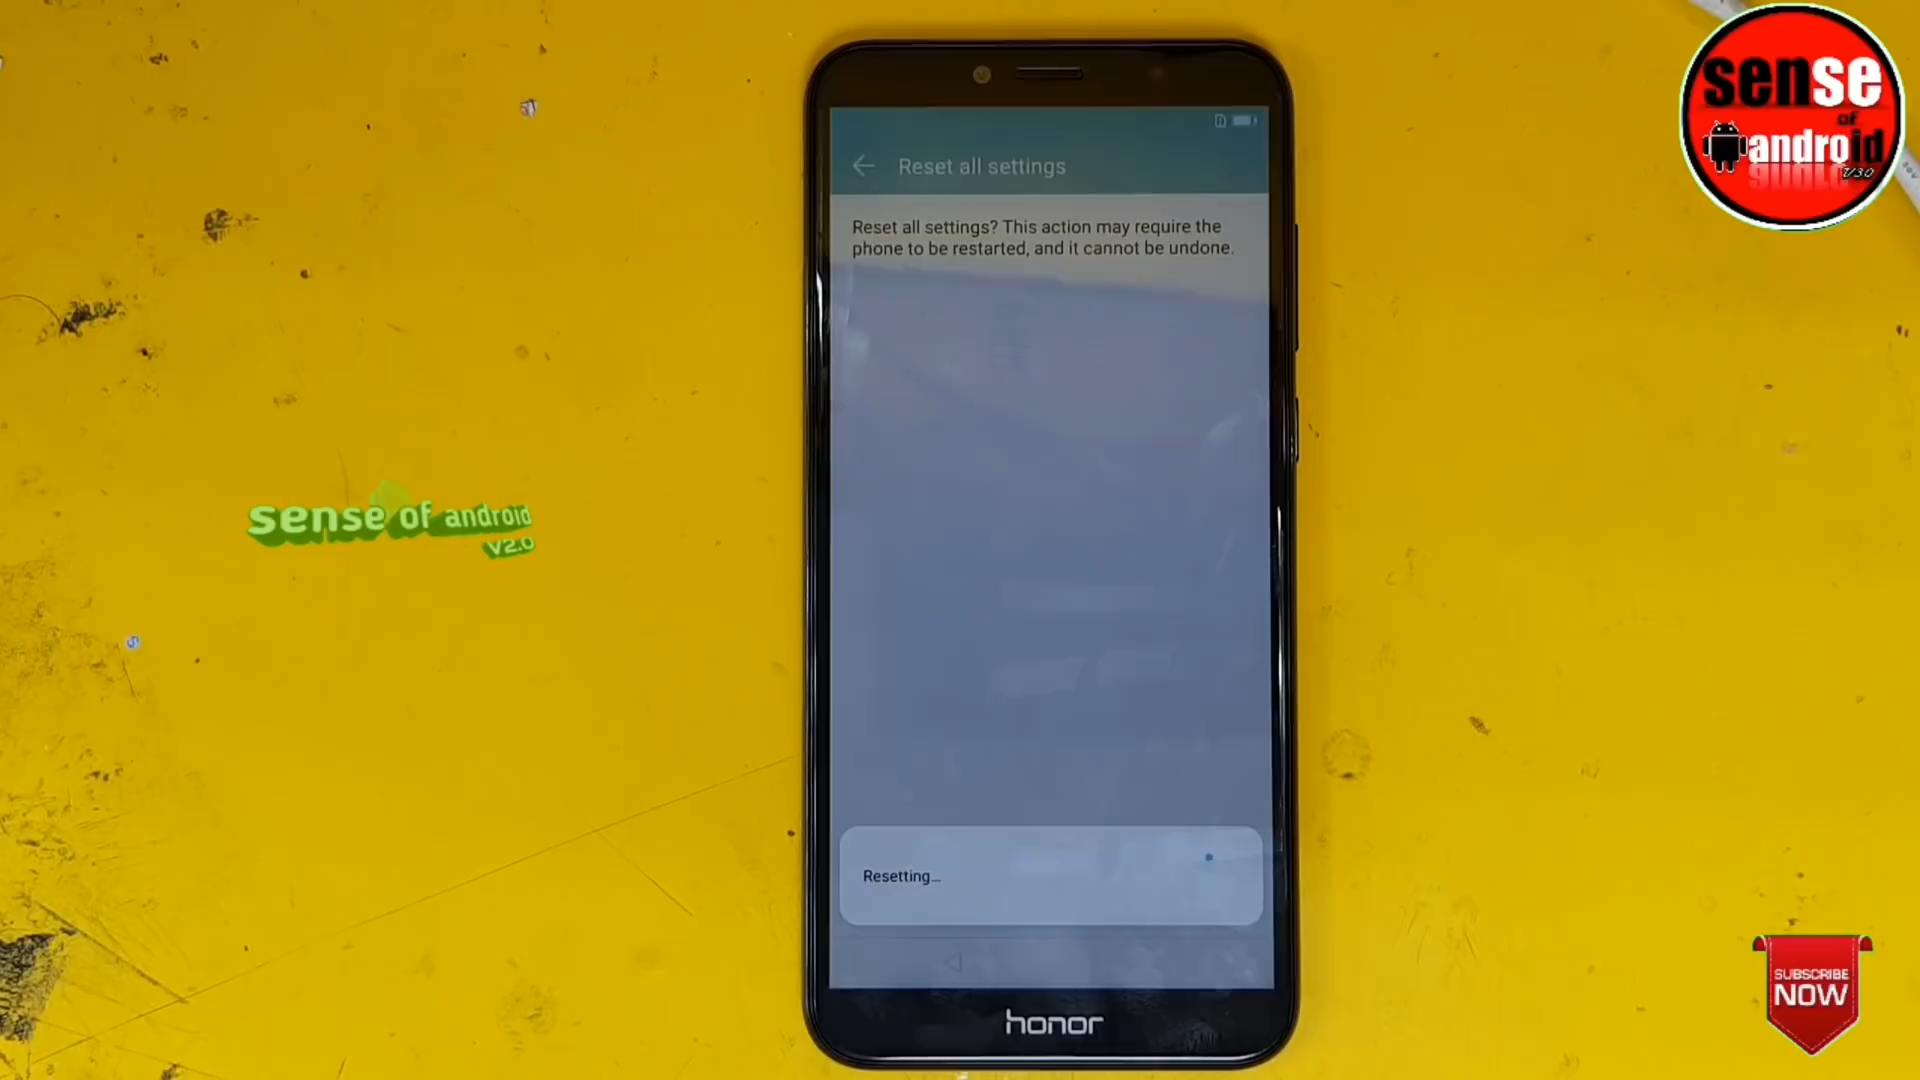 sense
of
android
V3.0
Reset all settings
Reset all settings? This action may require the
phone to be restarted, and it cannot be undone.
sense of android
V2.0
Resetting...
honor
SUBSCRIBE
NOW